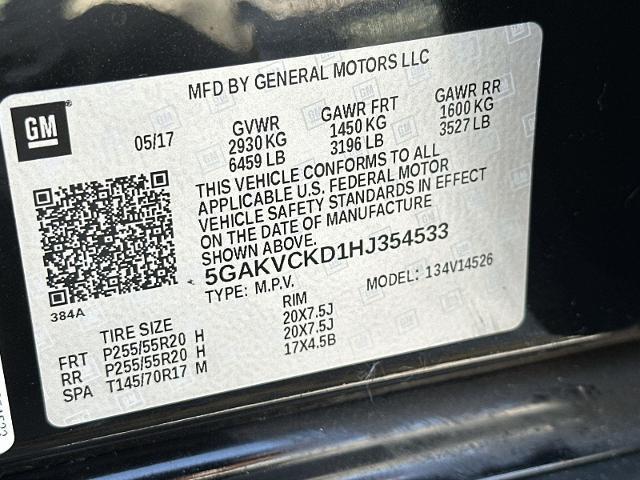 MFD BY GENERAL MOTORS LLC
GM
05/17
GVWR
2930 KG
6459 LB
GAWR FRT
1450 KG
3196 LB
GAWR RR
1600 KG
3527 LB
THIS VEHICLE CONFORMS TO ALL
APPLICABLE U.S. FEDERAL MOTOR
VEHICLE SAFETY STANDARDS IN EFFECT
ON THE DATE OF MANUFACTURE
SHOWN ABOVE.
5GAKVCKD1HJ354533
TYPE: M.P.V. MODEL: 134V14526
384A
TIRE SIZE RIM
FRT P255/55R20 H 20X7.5J
RR P255/55R20 H 20X7.5J
SPA T145/70R17 M 17X4.5B